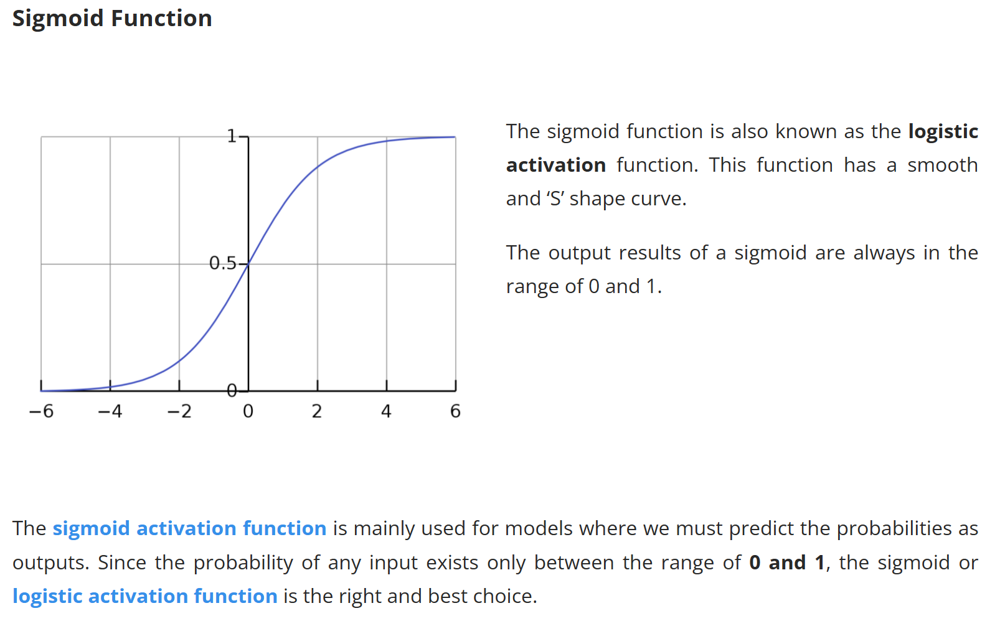 Sigmoid Function
1
0.5
0
−6 −4 −2 0 2 4 6
The sigmoid function is also known as the logistic
activation function. This function has a smooth
and ‘S’ shape curve.
The output results of a sigmoid are always in the
range of 0 and 1.
The sigmoid activation function is mainly used for models where we must predict the probabilities as
outputs. Since the probability of any input exists only between the range of 0 and 1, the sigmoid or
logistic activation function is the right and best choice.